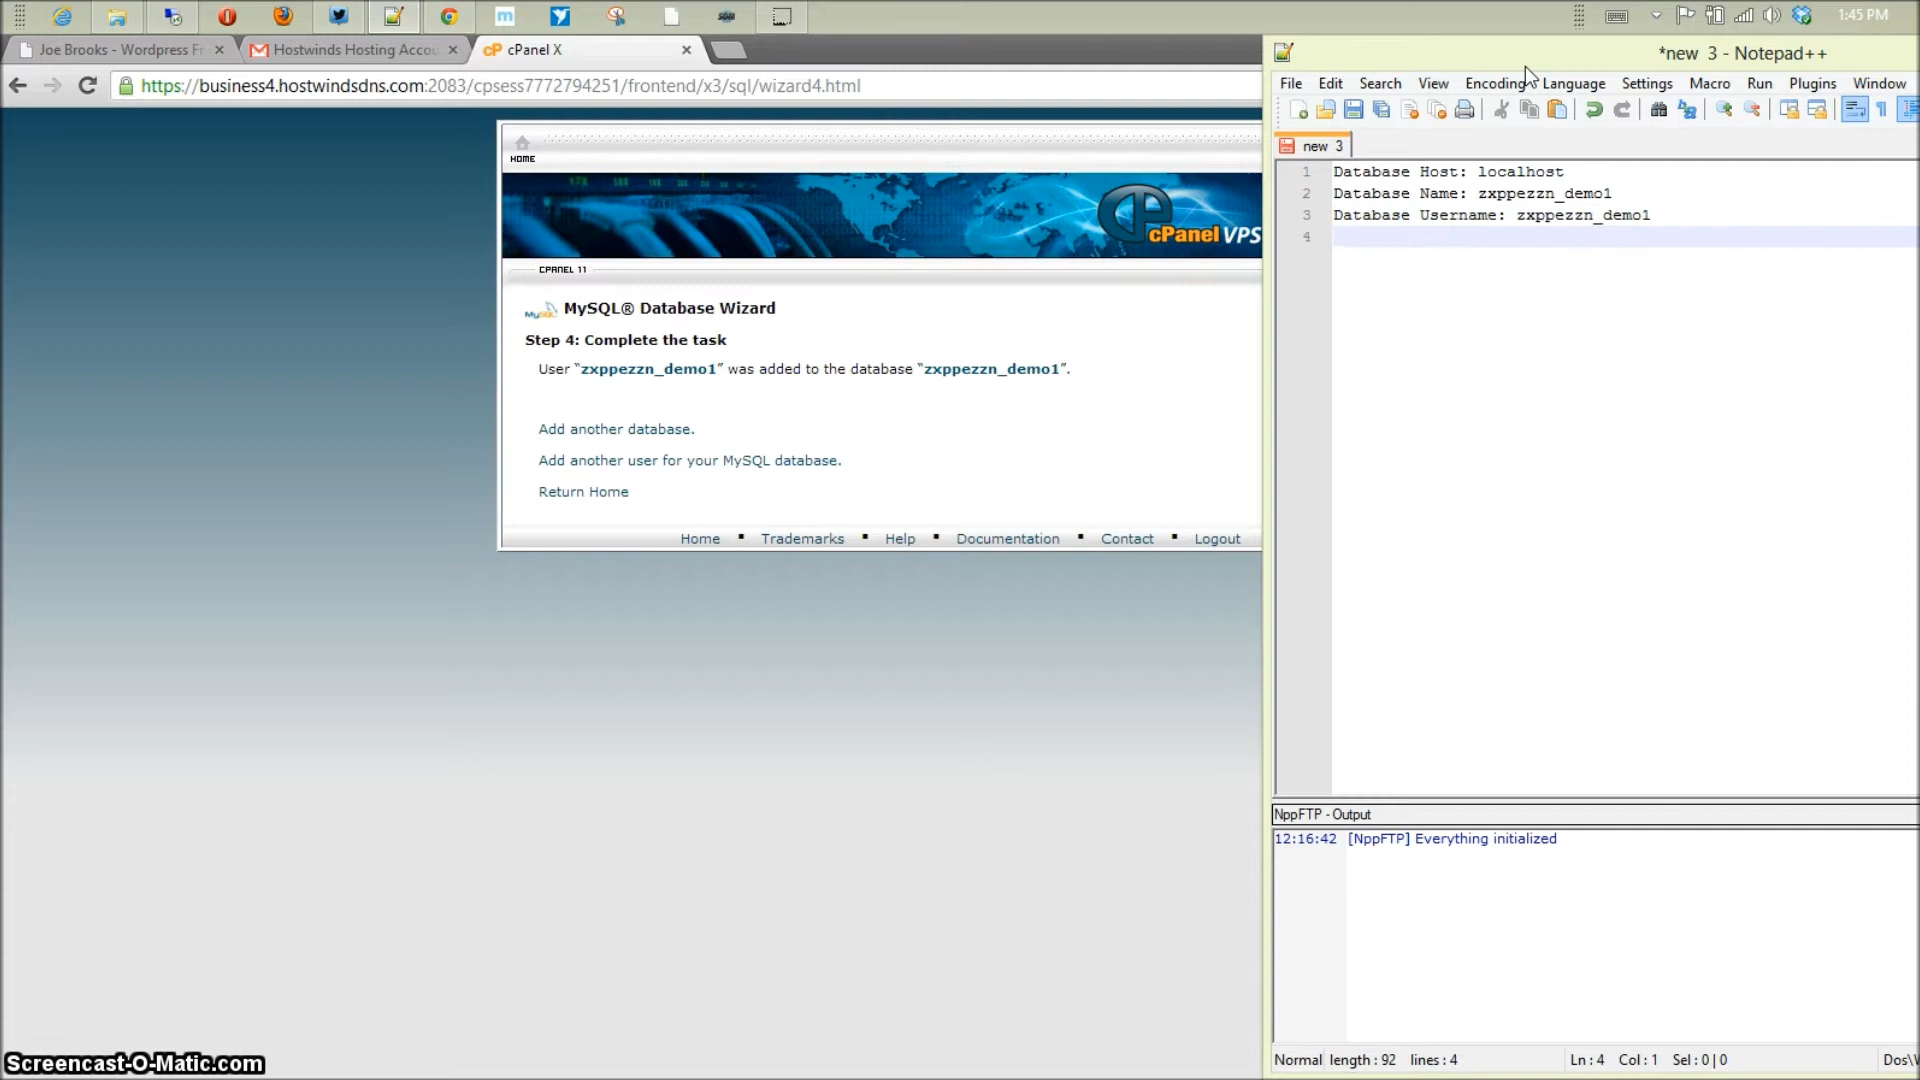 1:45 PM
Joe Brooks - Wordpress Fr
Hostwinds Hosting Accou
cP cPanel X
*new 3 - Notepad++
https://business4.hostwindsdns.com:2083/cpsess7772794251/frontend/x3/sql/wizard4.html
File Edit Search View Encoding Language Settings Macro Run Plugins Window
new 3
HOME
cPanel VPS
CPANEL 11
MySQL® Database Wizard
Step 4: Complete the task
User “zxppezzn_demo1” was added to the database “zxppezzn_demo1”.
Add another database.
Add another user for your MySQL database.
Return Home
Home ▪ Trademarks ▪ Help ▪ Documentation ▪ Contact ▪ Logout
1 Database Host: localhost
2 Database Name: zxppezzn_demo1
3 Database Username: zxppezzn_demo1
4
NppFTP - Output
12:16:42 [NppFTP] Everything initialized
Normal length : 92 lines : 4 Ln : 4 Col : 1 Sel : 0 | 0 Dos\
Screencast-O-Matic.com